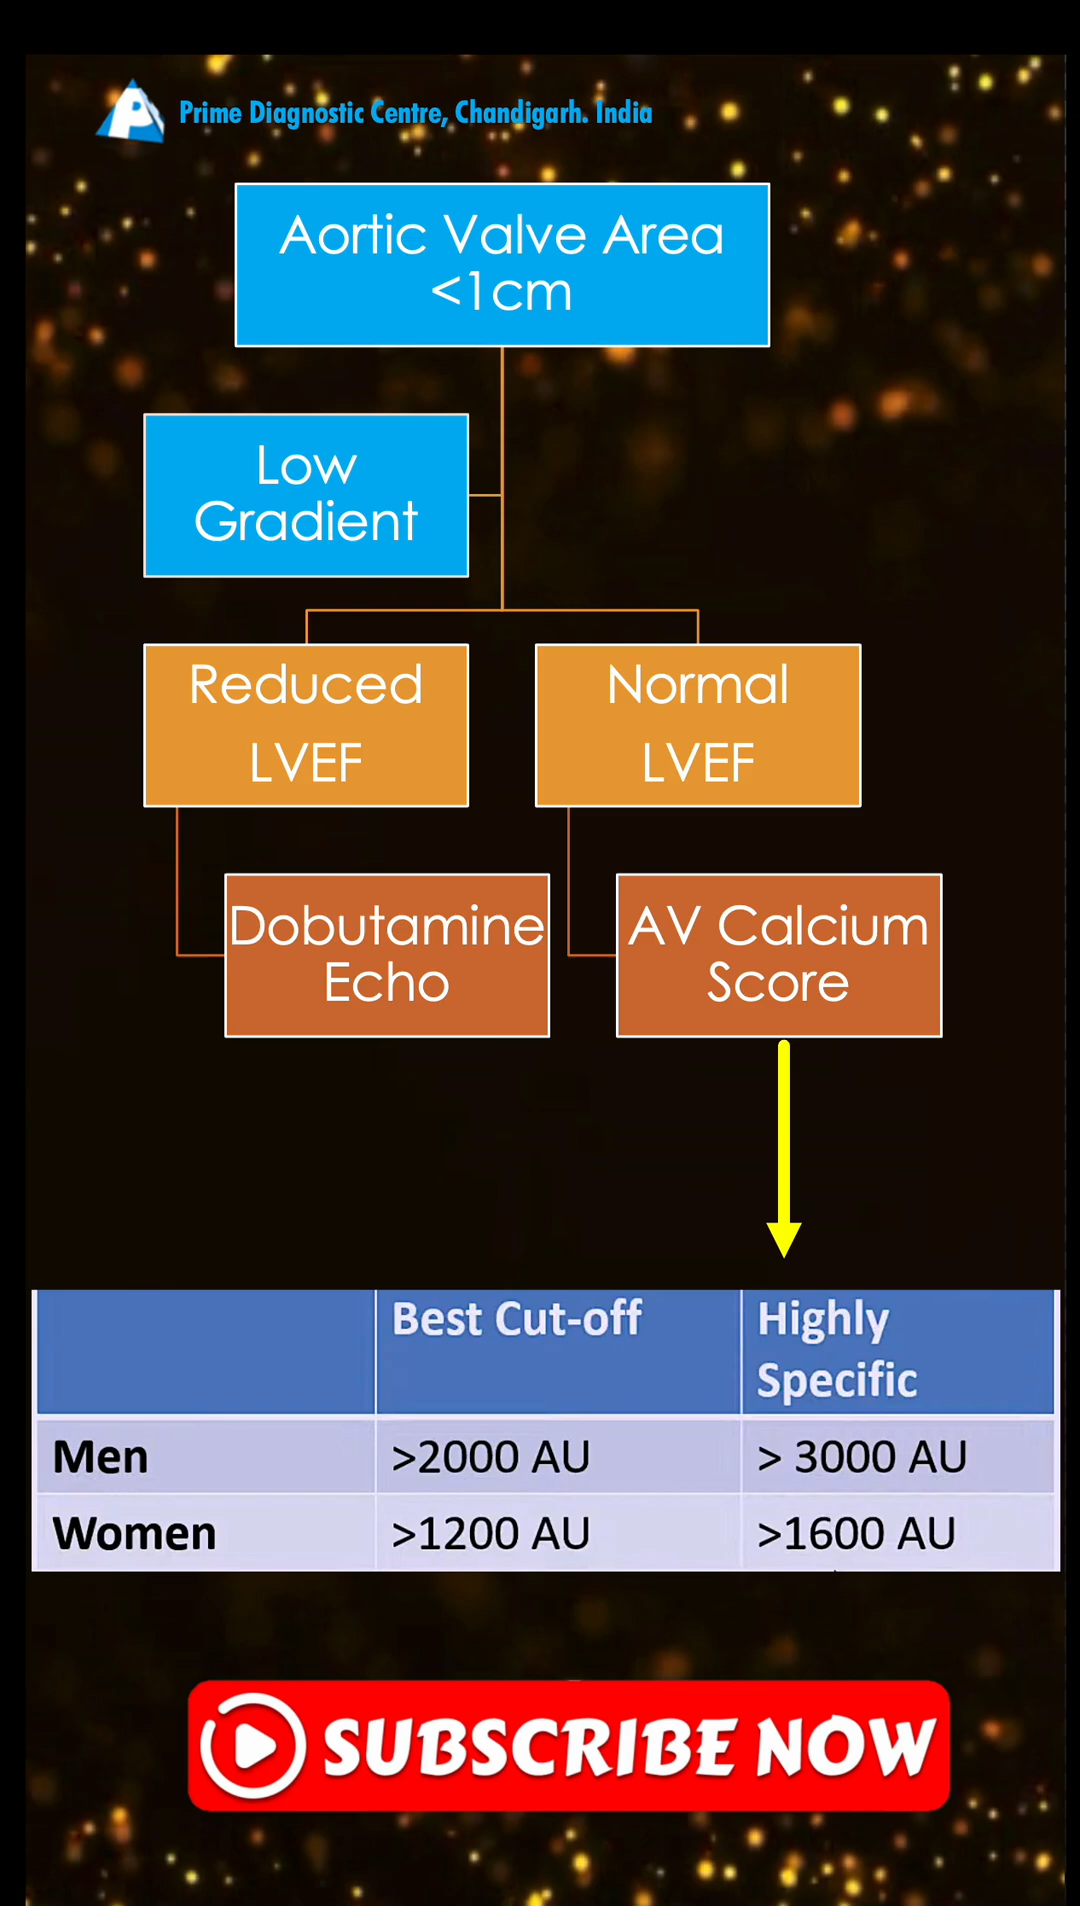 Prime Diagnostic Centre, Chandigarh. India
Aortic Valve Area
<1cm
Low
Gradient
Reduced
LVEF
Normal
LVEF
Dobutamine
Echo
AV Calcium
Score
Best Cut-off
Highly
Specific
Men
>2000 AU
> 3000 AU
Women
>1200 AU
>1600 AU
SUBSCRIBE NOW